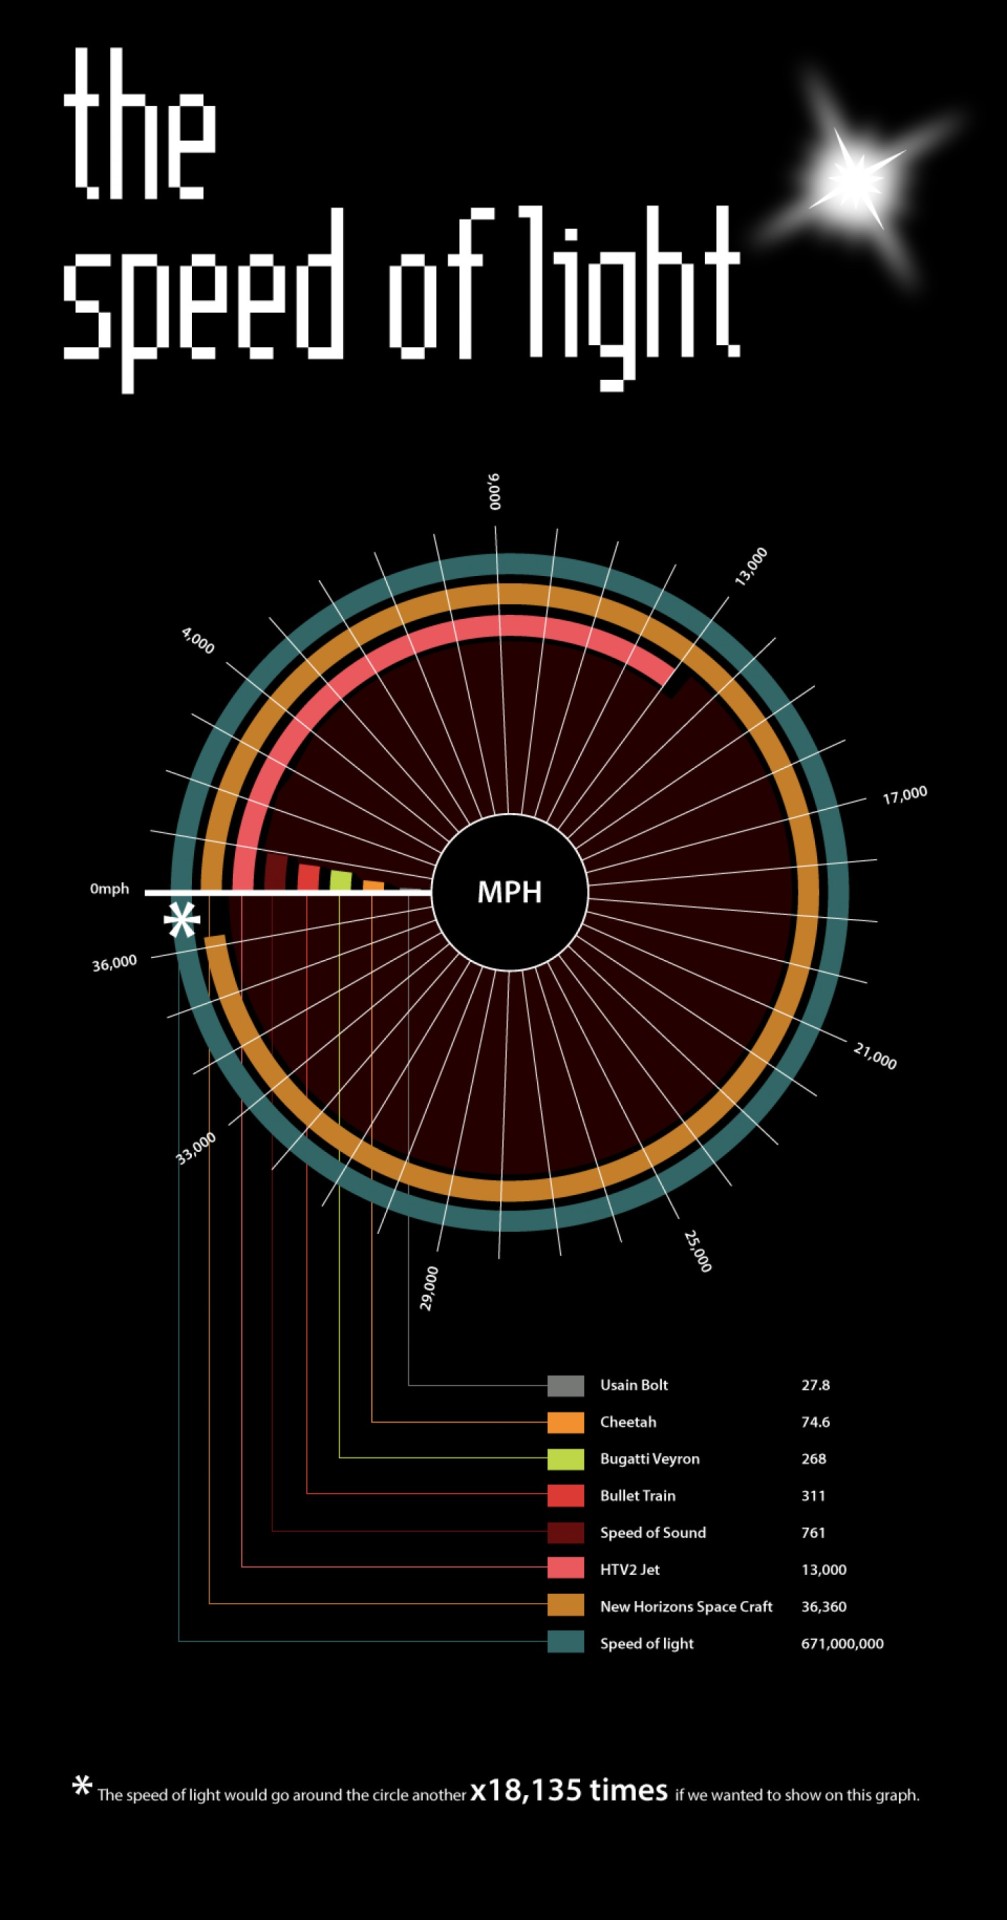 the
speed of light
9,000
13,000
4,000
17,000
0mph
MPH
*
36,000
21,000
33,000
25,000
29,000
Usain Bolt 27.8
Cheetah 74.6
Bugatti Veyron 268
Bullet Train 311
Speed of Sound 761
HTV2 Jet 13,000
New Horizons Space Craft 36,360
Speed of light 671,000,000
* The speed of light would go around the circle another x18,135 times if we wanted to show on this graph.